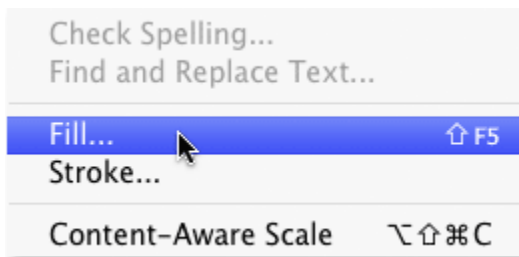 Check Spelling...
Find and Replace Text...
Fill... ⇧ F5
Stroke...
Content-Aware Scale ⌥⇧⌘C